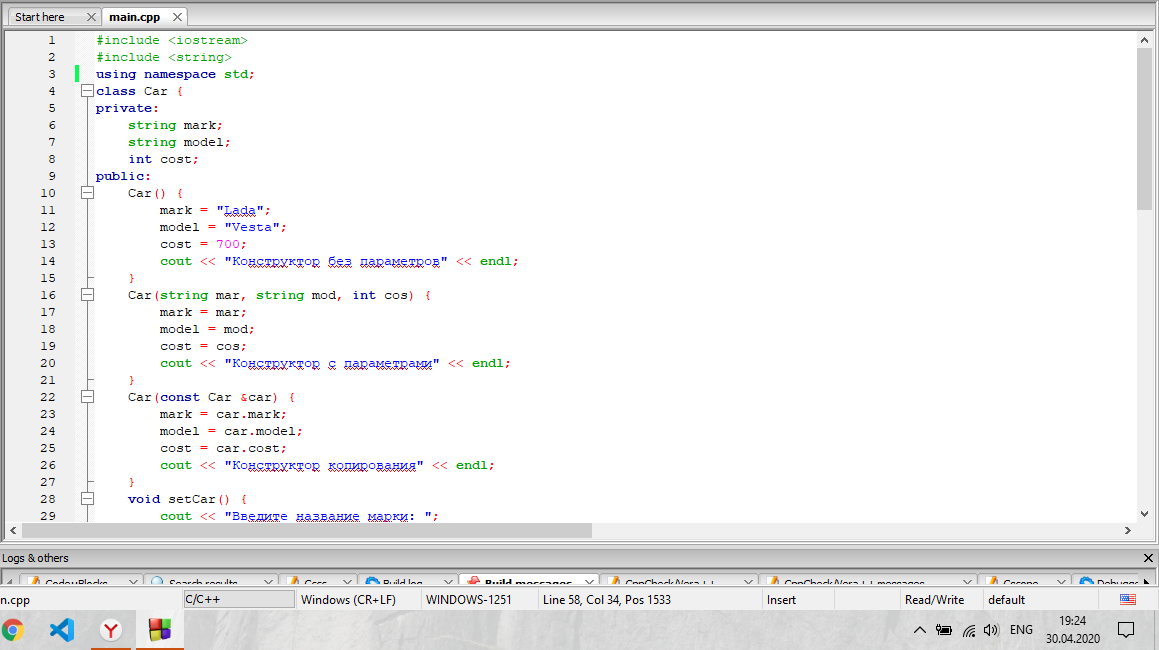 Start here main.cpp
1 #include <iostream>
2 #include <string>
3 using namespace std;
4 class Car {
5 private:
6 string mark;
7 string model;
8 int cost;
9 public:
10 Car() {
11 mark = "Lada";
12 model = "Vesta";
13 cost = 700;
14 cout << "Конструктор без параметров" << endl;
15 }
16 Car(string mar, string mod, int cos) {
17 mark = mar;
18 model = mod;
19 cost = cos;
20 cout << "Конструктор с параметрами" << endl;
21 }
22 Car(const Car &car) {
23 mark = car.mark;
24 model = car.model;
25 cost = car.cost;
26 cout << "Конструктор копирования" << endl;
27 }
28 void setCar() {
29 cout << "Введите название марки: ";
Logs & others
Code::Blocks Search results Cccc Build log Build messages CppCheck/Vera++ CppCheck/Vera++ messages Cscope Debugger
n.cpp C/C++ Windows (CR+LF) WINDOWS-1251 Line 58, Col 34, Pos 1533 Insert Read/Write default
ENG 19:24
30.04.2020